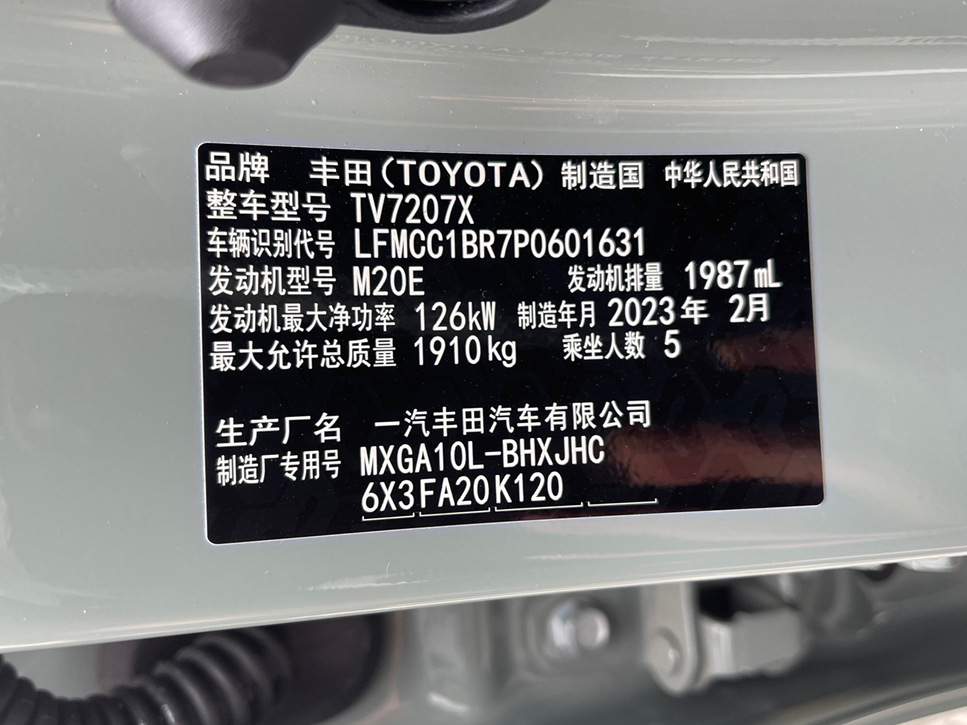 品牌 丰田(TOYOTA) 制造国 中华人民共和国
整车型号 TV7207X
车辆识别代号 LFMCC1BR7P0601631
发动机型号 M20E 发动机排量 1987mL
发动机最大净功率 126kW 制造年月 2023年 2月
最大允许总质量 1910kg 乘坐人数 5
生产厂名 一汽丰田汽车有限公司
制造厂专用号 MXGA10L-BHXJHC
6X3 FA20 K120